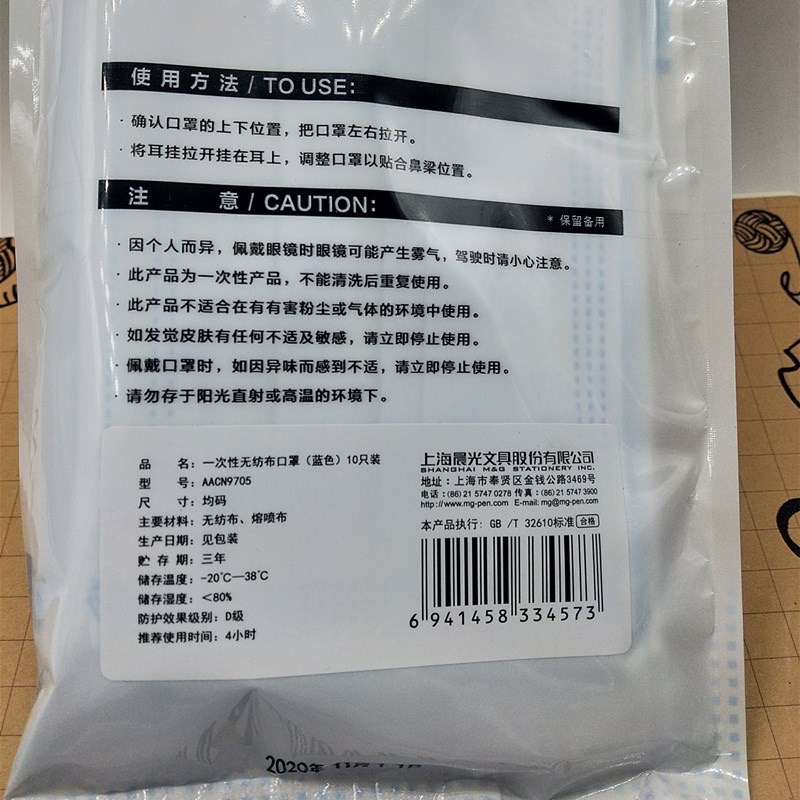 使用方法 / TO USE:
· 确认口罩的上下位置，把口罩左右拉开。
· 将耳挂拉开挂在耳上，调整口罩以贴合鼻梁位置。
注 意 / CAUTION:
* 保留备用
· 因个人而异，佩戴眼镜时眼镜可能产生雾气，驾驶时请小心注意。
· 此产品为一次性产品，不能清洗后重复使用。
· 此产品不适合在有有害粉尘或气体的环境中使用。
· 如发觉皮肤有任何不适及敏感，请立即停止使用。
· 佩戴口罩时，如因异味而感到不适，请立即停止使用。
· 请勿存于阳光直射或高温的环境下。
品 名：一次性无纺布口罩（蓝色）10只装
型 号：AACN9705
尺 寸：均码
主要材料：无纺布、熔喷布
生产日期：见包装
贮 存 期：三年
储存温度：-20℃—38℃
储存湿度：＜80%
防护效果级别：D级
推荐使用时间：4小时
上海晨光文具股份有限公司
SHANGHAI M&G STATIONERY INC.
地址：上海市奉贤区金钱公路3469号
电话：(86) 21 5747 0278 传真：(86) 21 5747 3900
http://www.mg-pen.com E-mail: mg@mg-pen.com
本产品执行：GB /T 32610标准 合格
6 941458 334573
2020年